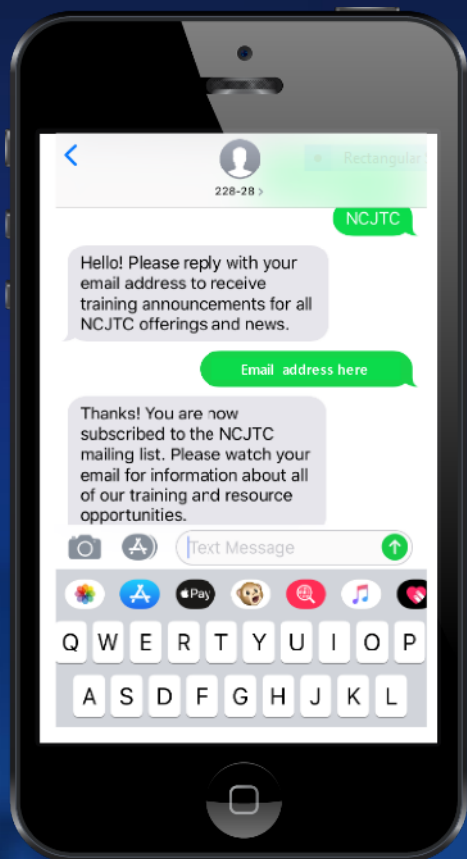 Rectangular
228-28 >
NCJTC
Hello! Please reply with your
email address to receive
training announcements for all
NCJTC offerings and news.
Email address here
Thanks! You are now
subscribed to the NCJTC
mailing list. Please watch your
email for information about all
of our training and resource
opportunities.
Text Message
Pay
Q W E R T Y U I O P
A S D F G H J K L